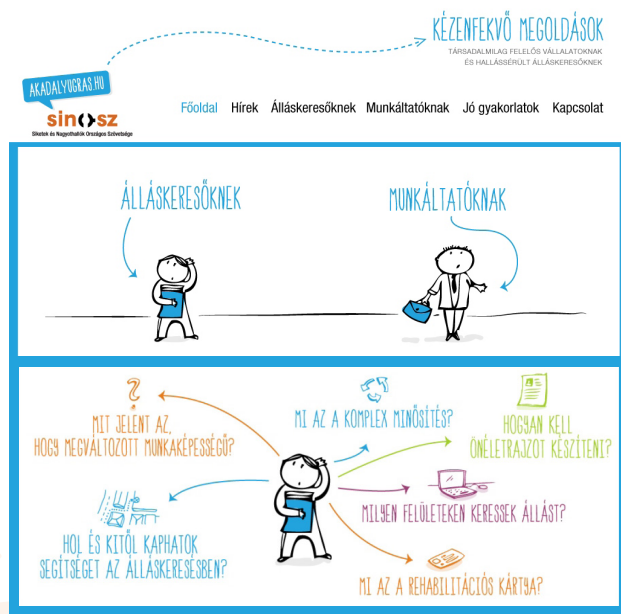 KÉZENFEKVŐ MEGOLDÁSOK
TÁRSADALMILAG FELELŐS VÁLLALATOKNAK
ÉS HALLÁSSÉRÜLT ÁLLÁSKERESŐKNEK
AKADALYUGRAS.HU
sinosz
Siketek és Nagyothallók Országos Szövetsége
Főoldal Hírek Álláskeresőknek Munkáltatóknak Jó gyakorlatok Kapcsolat
ÁLLÁSKERESŐKNEK
MUNKÁLTATÓKNAK
MIT JELENT AZ,
HOGY MEGVÁLTOZOTT MUNKAKÉPESSÉGŰ?
MI AZ A KOMPLEX MINŐSÍTÉS?
HOGYAN KELL
ÖNÉLETRAJZOT KÉSZÍTENI?
MILYEN FELÜLETEKEN KERESSEK ÁLLÁST?
HOL ÉS KITŐL KAPHATOK
SEGÍTSÉGET AZ ÁLLÁSKERESÉSBEN?
MI AZ A REHABILITÁCIÓS KÁRTYA?